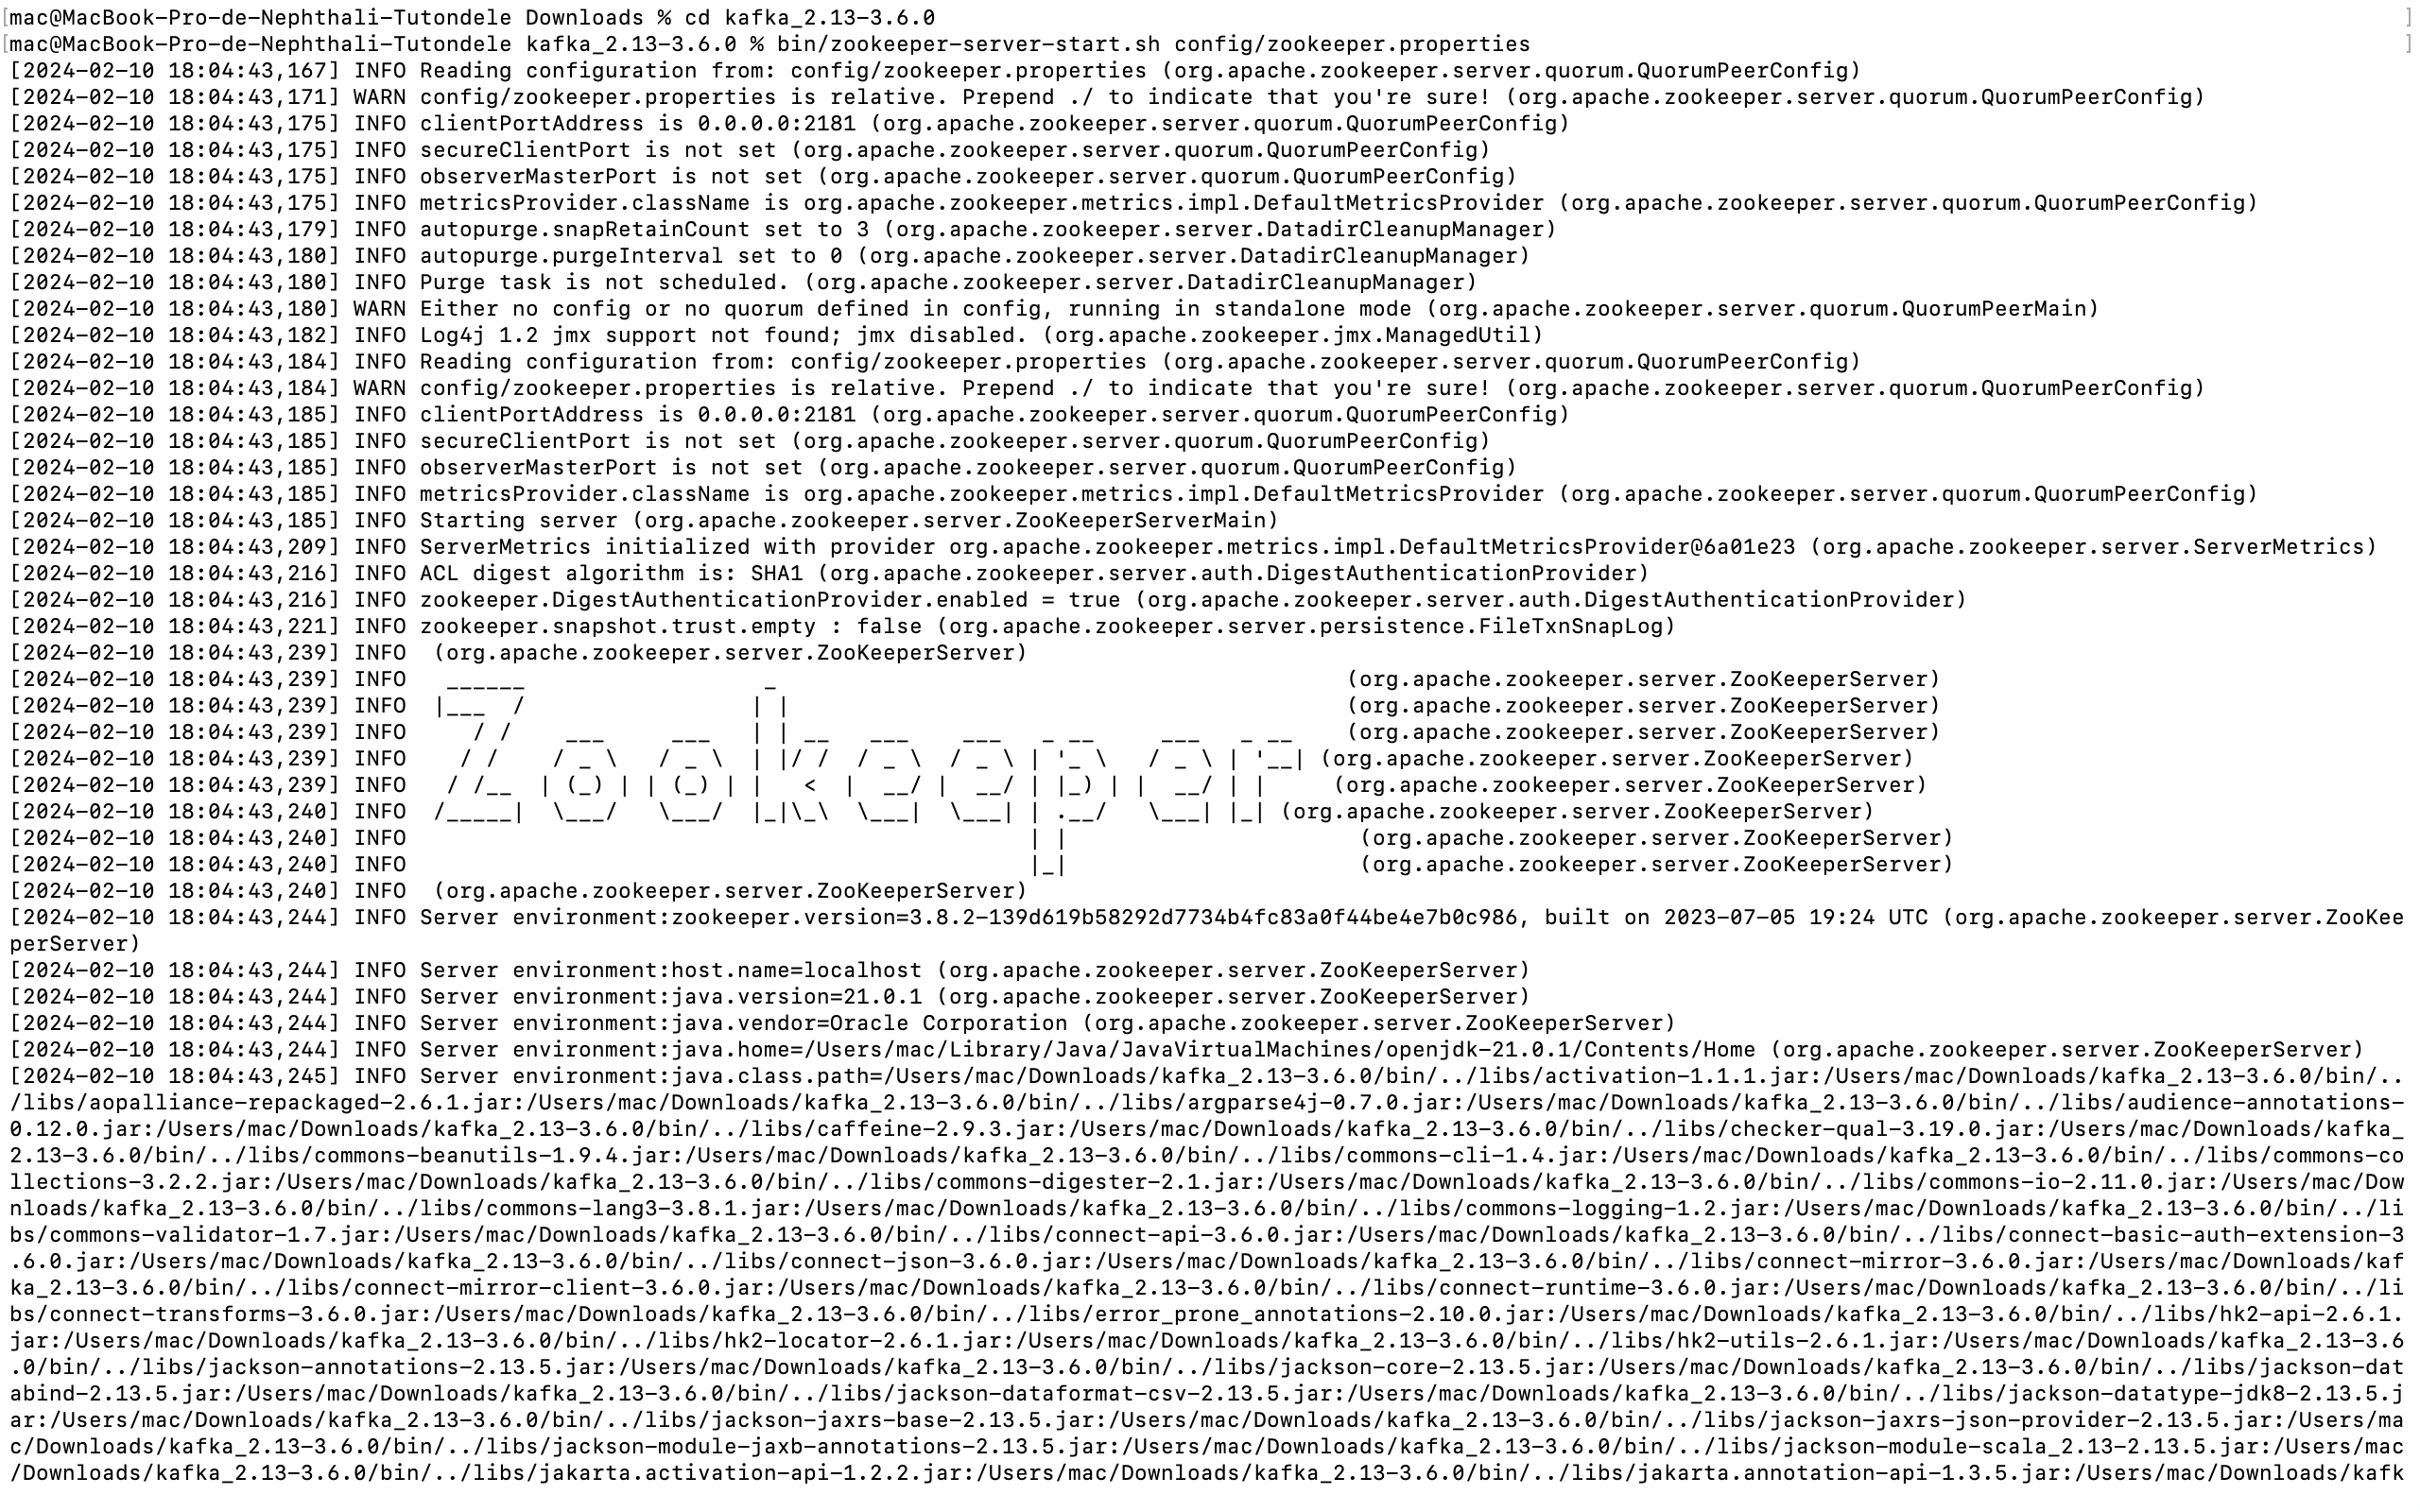 [mac@MacBook-Pro-de-Nephthali-Tutondele Downloads % cd kafka_2.13-3.6.0 ]
[mac@MacBook-Pro-de-Nephthali-Tutondele kafka_2.13-3.6.0 % bin/zookeeper-server-start.sh config/zookeeper.properties ]
[2024-02-10 18:04:43,167] INFO Reading configuration from: config/zookeeper.properties (org.apache.zookeeper.server.quorum.QuorumPeerConfig)
[2024-02-10 18:04:43,171] WARN config/zookeeper.properties is relative. Prepend ./ to indicate that you're sure! (org.apache.zookeeper.server.quorum.QuorumPeerConfig)
[2024-02-10 18:04:43,175] INFO clientPortAddress is 0.0.0.0:2181 (org.apache.zookeeper.server.quorum.QuorumPeerConfig)
[2024-02-10 18:04:43,175] INFO secureClientPort is not set (org.apache.zookeeper.server.quorum.QuorumPeerConfig)
[2024-02-10 18:04:43,175] INFO observerMasterPort is not set (org.apache.zookeeper.server.quorum.QuorumPeerConfig)
[2024-02-10 18:04:43,175] INFO metricsProvider.className is org.apache.zookeeper.metrics.impl.DefaultMetricsProvider (org.apache.zookeeper.server.quorum.QuorumPeerConfig)
[2024-02-10 18:04:43,179] INFO autopurge.snapRetainCount set to 3 (org.apache.zookeeper.server.DatadirCleanupManager)
[2024-02-10 18:04:43,180] INFO autopurge.purgeInterval set to 0 (org.apache.zookeeper.server.DatadirCleanupManager)
[2024-02-10 18:04:43,180] INFO Purge task is not scheduled. (org.apache.zookeeper.server.DatadirCleanupManager)
[2024-02-10 18:04:43,180] WARN Either no config or no quorum defined in config, running in standalone mode (org.apache.zookeeper.server.quorum.QuorumPeerMain)
[2024-02-10 18:04:43,182] INFO Log4j 1.2 jmx support not found; jmx disabled. (org.apache.zookeeper.jmx.ManagedUtil)
[2024-02-10 18:04:43,184] INFO Reading configuration from: config/zookeeper.properties (org.apache.zookeeper.server.quorum.QuorumPeerConfig)
[2024-02-10 18:04:43,184] WARN config/zookeeper.properties is relative. Prepend ./ to indicate that you're sure! (org.apache.zookeeper.server.quorum.QuorumPeerConfig)
[2024-02-10 18:04:43,185] INFO clientPortAddress is 0.0.0.0:2181 (org.apache.zookeeper.server.quorum.QuorumPeerConfig)
[2024-02-10 18:04:43,185] INFO secureClientPort is not set (org.apache.zookeeper.server.quorum.QuorumPeerConfig)
[2024-02-10 18:04:43,185] INFO observerMasterPort is not set (org.apache.zookeeper.server.quorum.QuorumPeerConfig)
[2024-02-10 18:04:43,185] INFO metricsProvider.className is org.apache.zookeeper.metrics.impl.DefaultMetricsProvider (org.apache.zookeeper.server.quorum.QuorumPeerConfig)
[2024-02-10 18:04:43,185] INFO Starting server (org.apache.zookeeper.server.ZooKeeperServerMain)
[2024-02-10 18:04:43,209] INFO ServerMetrics initialized with provider org.apache.zookeeper.metrics.impl.DefaultMetricsProvider@6a01e23 (org.apache.zookeeper.server.ServerMetrics)
[2024-02-10 18:04:43,216] INFO ACL digest algorithm is: SHA1 (org.apache.zookeeper.server.auth.DigestAuthenticationProvider)
[2024-02-10 18:04:43,216] INFO zookeeper.DigestAuthenticationProvider.enabled = true (org.apache.zookeeper.server.auth.DigestAuthenticationProvider)
[2024-02-10 18:04:43,221] INFO zookeeper.snapshot.trust.empty : false (org.apache.zookeeper.server.persistence.FileTxnSnapLog)
[2024-02-10 18:04:43,239] INFO  (org.apache.zookeeper.server.ZooKeeperServer)
[2024-02-10 18:04:43,239] INFO   ______                  _                                           (org.apache.zookeeper.server.ZooKeeperServer)
[2024-02-10 18:04:43,239] INFO  |___  /                 | |                                          (org.apache.zookeeper.server.ZooKeeperServer)
[2024-02-10 18:04:43,239] INFO     / /    ___     ___   | | __   ___    ___   _ __     ___   _ __    (org.apache.zookeeper.server.ZooKeeperServer)
[2024-02-10 18:04:43,239] INFO    / /    / _ \   / _ \  | |/ /  / _ \  / _ \ | '_ \   / _ \ | '__| (org.apache.zookeeper.server.ZooKeeperServer)
[2024-02-10 18:04:43,239] INFO   / /__  | (_) | | (_) | |   <  |  __/ |  __/ | |_) | |  __/ | |     (org.apache.zookeeper.server.ZooKeeperServer)
[2024-02-10 18:04:43,240] INFO  /_____|  \___/   \___/  |_|\_\  \___|  \___| | .__/   \___| |_| (org.apache.zookeeper.server.ZooKeeperServer)
[2024-02-10 18:04:43,240] INFO                                               | |                      (org.apache.zookeeper.server.ZooKeeperServer)
[2024-02-10 18:04:43,240] INFO                                               |_|                      (org.apache.zookeeper.server.ZooKeeperServer)
[2024-02-10 18:04:43,240] INFO  (org.apache.zookeeper.server.ZooKeeperServer)
[2024-02-10 18:04:43,244] INFO Server environment:zookeeper.version=3.8.2-139d619b58292d7734b4fc83a0f44be4e7b0c986, built on 2023-07-05 19:24 UTC (org.apache.zookeeper.server.ZooKee
perServer)
[2024-02-10 18:04:43,244] INFO Server environment:host.name=localhost (org.apache.zookeeper.server.ZooKeeperServer)
[2024-02-10 18:04:43,244] INFO Server environment:java.version=21.0.1 (org.apache.zookeeper.server.ZooKeeperServer)
[2024-02-10 18:04:43,244] INFO Server environment:java.vendor=Oracle Corporation (org.apache.zookeeper.server.ZooKeeperServer)
[2024-02-10 18:04:43,244] INFO Server environment:java.home=/Users/mac/Library/Java/JavaVirtualMachines/openjdk-21.0.1/Contents/Home (org.apache.zookeeper.server.ZooKeeperServer)
[2024-02-10 18:04:43,245] INFO Server environment:java.class.path=/Users/mac/Downloads/kafka_2.13-3.6.0/bin/../libs/activation-1.1.1.jar:/Users/mac/Downloads/kafka_2.13-3.6.0/bin/..
/libs/aopalliance-repackaged-2.6.1.jar:/Users/mac/Downloads/kafka_2.13-3.6.0/bin/../libs/argparse4j-0.7.0.jar:/Users/mac/Downloads/kafka_2.13-3.6.0/bin/../libs/audience-annotations-
0.12.0.jar:/Users/mac/Downloads/kafka_2.13-3.6.0/bin/../libs/caffeine-2.9.3.jar:/Users/mac/Downloads/kafka_2.13-3.6.0/bin/../libs/checker-qual-3.19.0.jar:/Users/mac/Downloads/kafka_
2.13-3.6.0/bin/../libs/commons-beanutils-1.9.4.jar:/Users/mac/Downloads/kafka_2.13-3.6.0/bin/../libs/commons-cli-1.4.jar:/Users/mac/Downloads/kafka_2.13-3.6.0/bin/../libs/commons-co
llections-3.2.2.jar:/Users/mac/Downloads/kafka_2.13-3.6.0/bin/../libs/commons-digester-2.1.jar:/Users/mac/Downloads/kafka_2.13-3.6.0/bin/../libs/commons-io-2.11.0.jar:/Users/mac/Dow
nloads/kafka_2.13-3.6.0/bin/../libs/commons-lang3-3.8.1.jar:/Users/mac/Downloads/kafka_2.13-3.6.0/bin/../libs/commons-logging-1.2.jar:/Users/mac/Downloads/kafka_2.13-3.6.0/bin/../li
bs/commons-validator-1.7.jar:/Users/mac/Downloads/kafka_2.13-3.6.0/bin/../libs/connect-api-3.6.0.jar:/Users/mac/Downloads/kafka_2.13-3.6.0/bin/../libs/connect-basic-auth-extension-3
.6.0.jar:/Users/mac/Downloads/kafka_2.13-3.6.0/bin/../libs/connect-json-3.6.0.jar:/Users/mac/Downloads/kafka_2.13-3.6.0/bin/../libs/connect-mirror-3.6.0.jar:/Users/mac/Downloads/kaf
ka_2.13-3.6.0/bin/../libs/connect-mirror-client-3.6.0.jar:/Users/mac/Downloads/kafka_2.13-3.6.0/bin/../libs/connect-runtime-3.6.0.jar:/Users/mac/Downloads/kafka_2.13-3.6.0/bin/../li
bs/connect-transforms-3.6.0.jar:/Users/mac/Downloads/kafka_2.13-3.6.0/bin/../libs/error_prone_annotations-2.10.0.jar:/Users/mac/Downloads/kafka_2.13-3.6.0/bin/../libs/hk2-api-2.6.1.
jar:/Users/mac/Downloads/kafka_2.13-3.6.0/bin/../libs/hk2-locator-2.6.1.jar:/Users/mac/Downloads/kafka_2.13-3.6.0/bin/../libs/hk2-utils-2.6.1.jar:/Users/mac/Downloads/kafka_2.13-3.6
.0/bin/../libs/jackson-annotations-2.13.5.jar:/Users/mac/Downloads/kafka_2.13-3.6.0/bin/../libs/jackson-core-2.13.5.jar:/Users/mac/Downloads/kafka_2.13-3.6.0/bin/../libs/jackson-dat
abind-2.13.5.jar:/Users/mac/Downloads/kafka_2.13-3.6.0/bin/../libs/jackson-dataformat-csv-2.13.5.jar:/Users/mac/Downloads/kafka_2.13-3.6.0/bin/../libs/jackson-datatype-jdk8-2.13.5.j
ar:/Users/mac/Downloads/kafka_2.13-3.6.0/bin/../libs/jackson-jaxrs-base-2.13.5.jar:/Users/mac/Downloads/kafka_2.13-3.6.0/bin/../libs/jackson-jaxrs-json-provider-2.13.5.jar:/Users/ma
c/Downloads/kafka_2.13-3.6.0/bin/../libs/jackson-module-jaxb-annotations-2.13.5.jar:/Users/mac/Downloads/kafka_2.13-3.6.0/bin/../libs/jackson-module-scala_2.13-2.13.5.jar:/Users/mac
/Downloads/kafka_2.13-3.6.0/bin/../libs/jakarta.activation-api-1.2.2.jar:/Users/mac/Downloads/kafka_2.13-3.6.0/bin/../libs/jakarta.annotation-api-1.3.5.jar:/Users/mac/Downloads/kafk